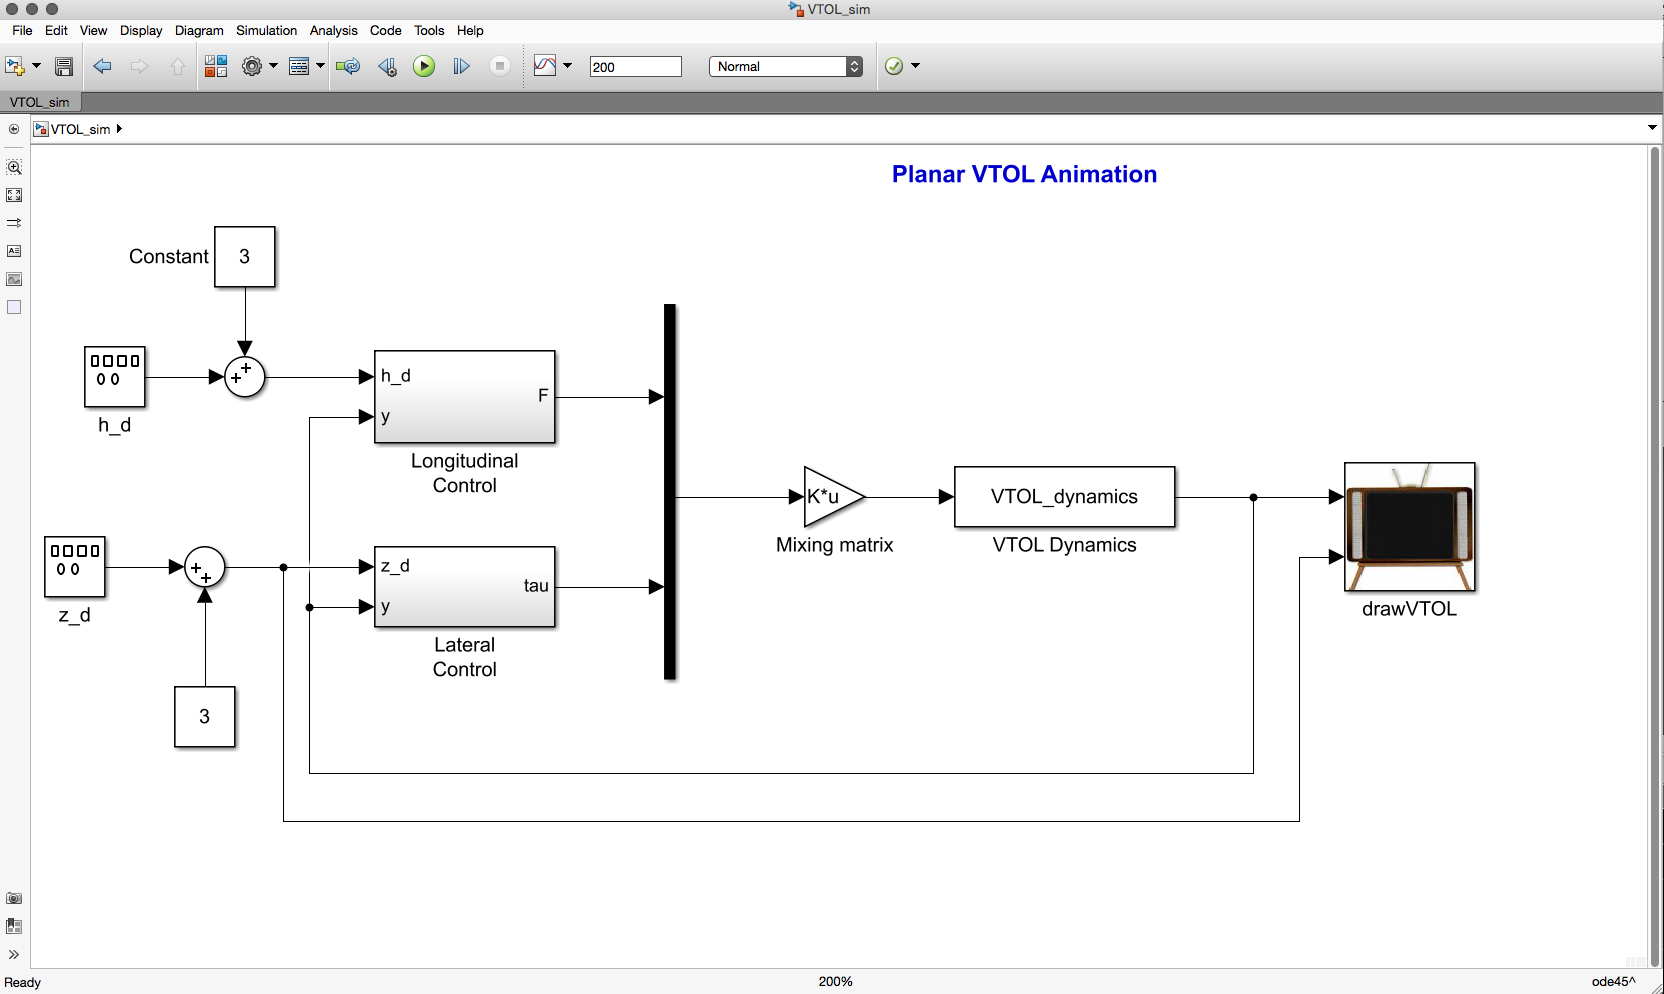 VTOL_sim
File Edit View Display Diagram Simulation Analysis Code Tools Help
200
Normal
VTOL_sim
VTOL_sim
Planar VTOL Animation
Constant
3
h_d
h_d
y
F
Longitudinal
Control
z_d
z_d
y
tau
Lateral
Control
3
K*u
Mixing matrix
VTOL_dynamics
VTOL Dynamics
drawVTOL
Ready
200%
ode45^